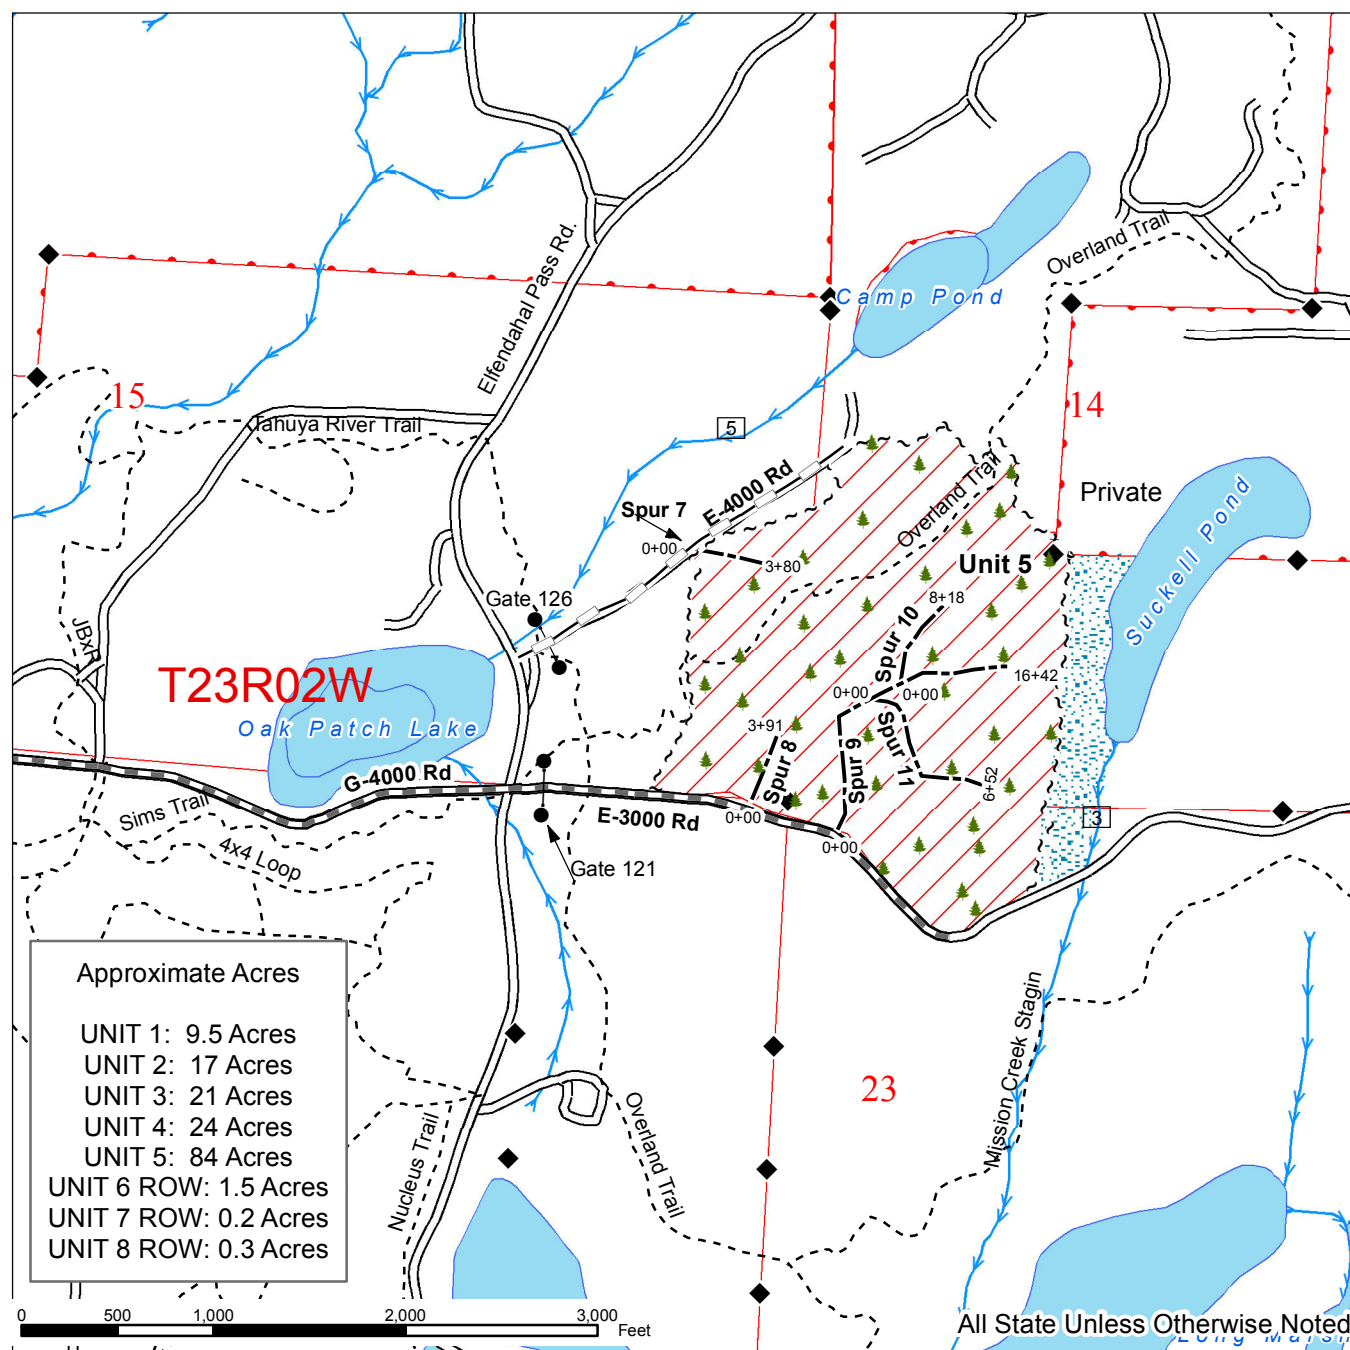 Elfendahal Pass Rd.
Overland Trail
Camp Pond
15
14
Tahuya River Trail
5
E-4000 Rd
Spur 7
0+00
3+80
Overland Trail
Private
Suckell Pond
Unit 5
Gate 126
8+18
Spur 10
16+42
0+00
0+00
JBxR
T23R02W
Oak Patch Lake
3+91
Spur 8
Spur 9
Spur 11
6+52
G-4000 Rd
Sims Trail
E-3000 Rd
0+00
0+00
3
4x4 Loop
Gate 121
Approximate Acres
UNIT 1: 9.5 Acres
UNIT 2: 17 Acres
UNIT 3: 21 Acres
UNIT 4: 24 Acres
UNIT 5: 84 Acres
UNIT 6 ROW: 1.5 Acres
UNIT 7 ROW: 0.2 Acres
UNIT 8 ROW: 0.3 Acres
Mission Creek Stagin
23
Nucleus Trail
Overland Trail
0 500 1,000 2,000 3,000
Feet
All State Unless Otherwise Noted
Long Marsh